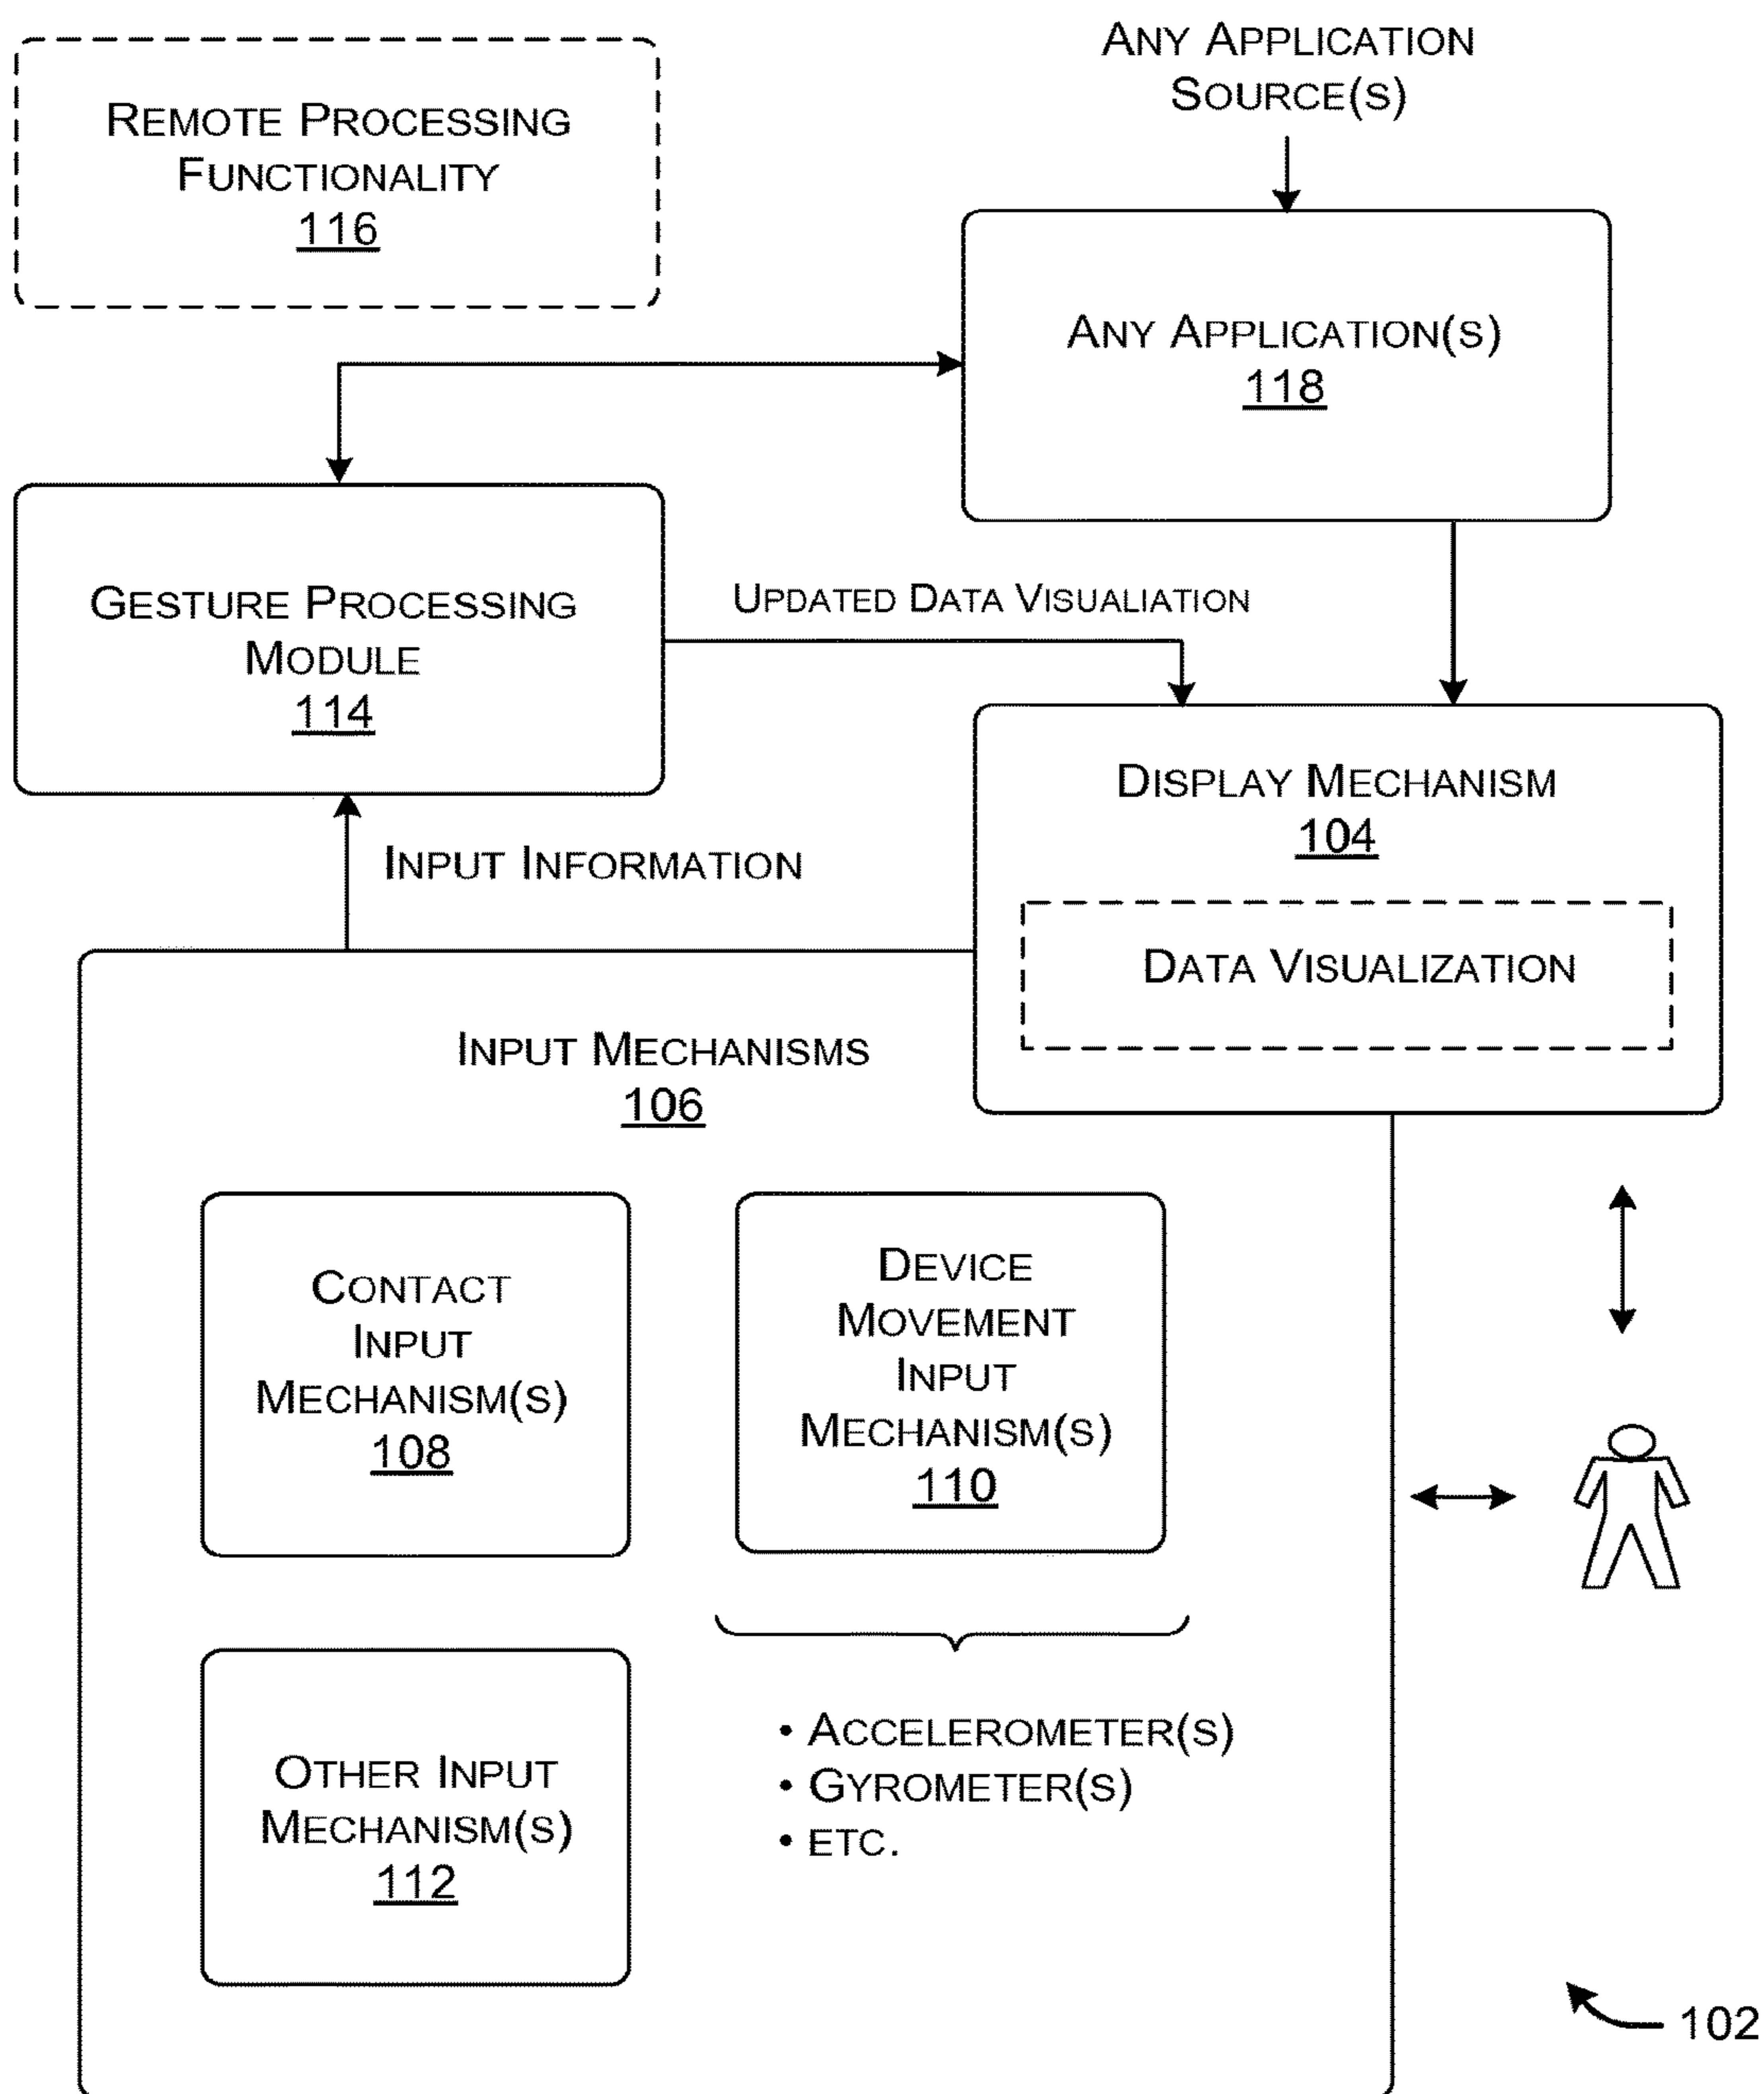 ANY APPLICATION
SOURCE(S)
REMOTE PROCESSING
FUNCTIONALITY
116
ANY APPLICATION(S)
118
GESTURE PROCESSING
MODULE
114
UPDATED DATA VISUALIATION
DISPLAY MECHANISM
104
DATA VISUALIZATION
INPUT INFORMATION
INPUT MECHANISMS
106
CONTACT
INPUT
MECHANISM(S)
108
DEVICE
MOVEMENT
INPUT
MECHANISM(S)
110
OTHER INPUT
MECHANISM(S)
112
• ACCELEROMETER(S)
• GYROMETER(S)
• ETC.
102